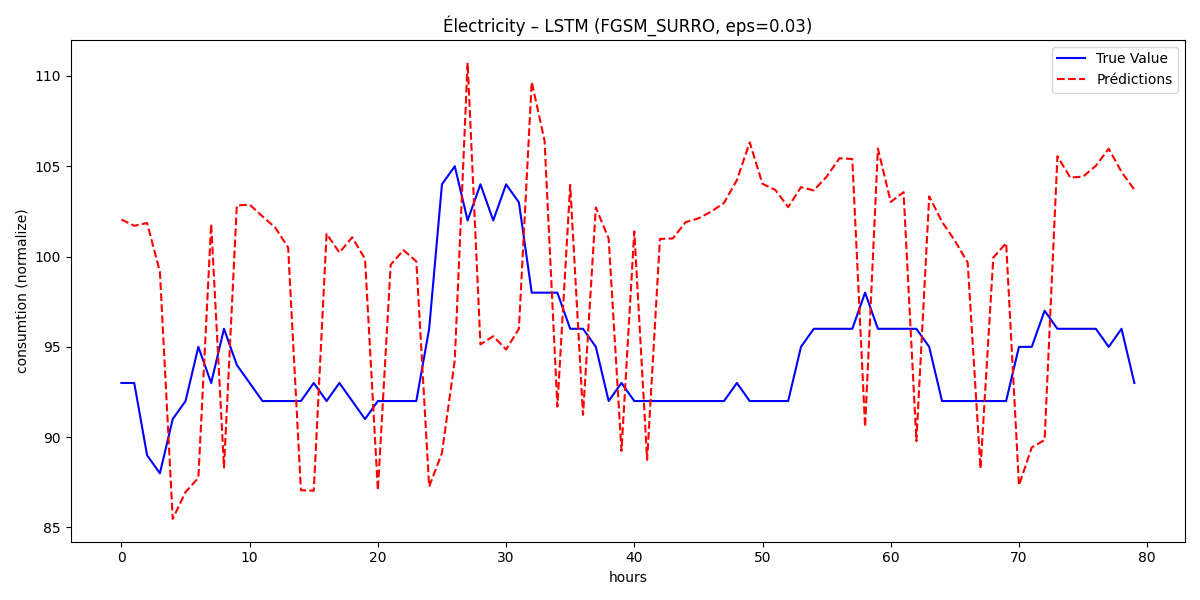 Électricity – LSTM (FGSM_SURRO, eps=0.03)
True Value
Prédictions
consumtion (normalize)
110
105
100
95
90
85
0 10 20 30 40 50 60 70 80
hours